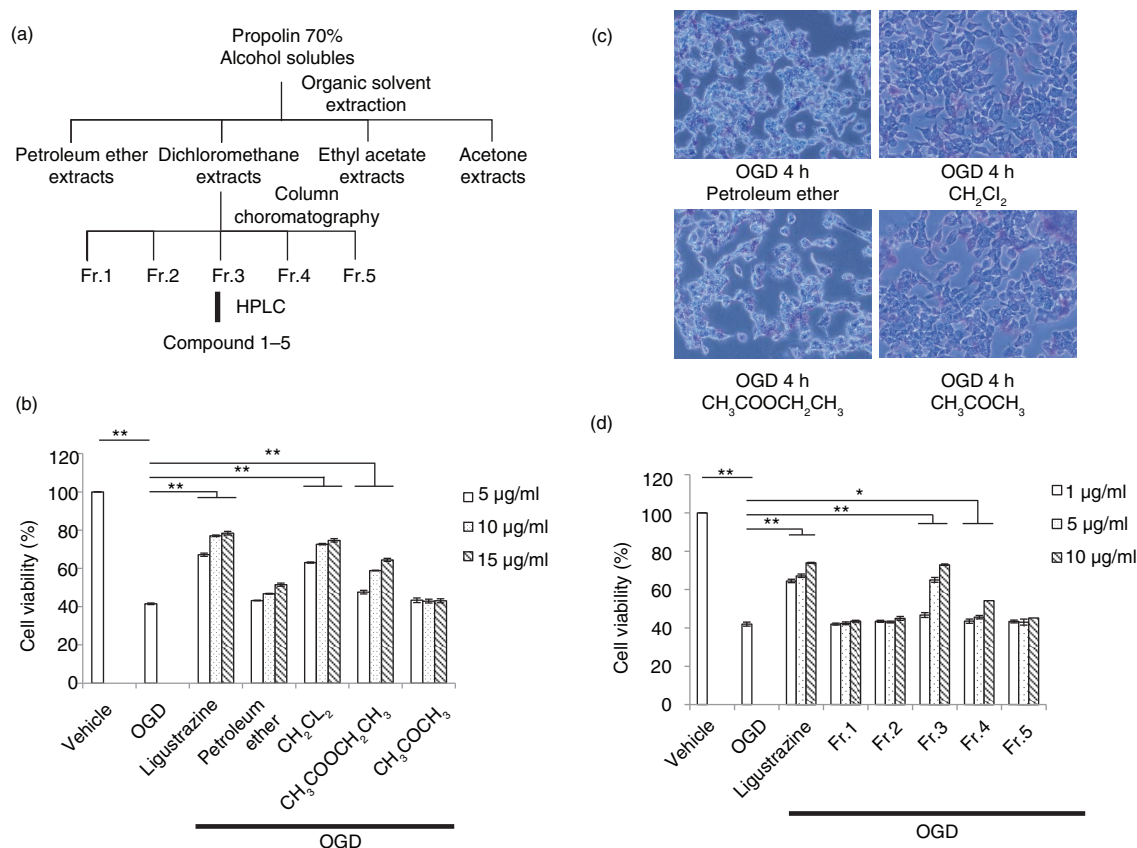 (a)
Propolin 70%
Alcohol solubles
Organic solvent
extraction
Petroleum ether
extracts
Dichloromethane
extracts
Ethyl acetate
extracts
Acetone
extracts
Column
choromatography
Fr.1 Fr.2 Fr.3 Fr.4 Fr.5
HPLC
Compound 1–5
(c)
OGD 4 h
Petroleum ether
OGD 4 h
CH₂Cl₂
OGD 4 h
CH₃COOCH₂CH₃
OGD 4 h
CH₃COCH₃
(b)
Cell viability (%)
120
100
80
60
40
20
0
**
**
**
**
5 µg/ml
10 µg/ml
15 µg/ml
Vehicle
OGD
Ligustrazine
Petroleum
ether
CH₂CL₂
CH₃COOCH₂CH₃
CH₃COCH₃
OGD
(d)
Cell viability (%)
120
100
80
60
40
20
0
**
*
**
**
1 µg/ml
5 µg/ml
10 µg/ml
Vehicle
OGD
Ligustrazine
Fr.1
Fr.2
Fr.3
Fr.4
Fr.5
OGD